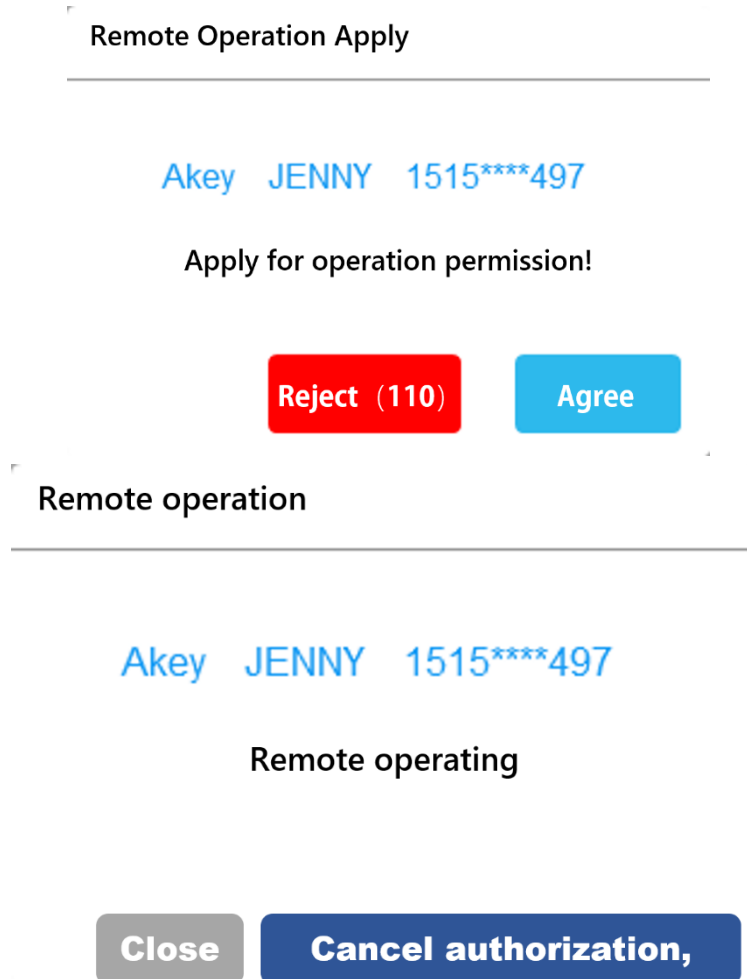 Remote Operation Apply
Akey JENNY 1515****497
Apply for operation permission!
Reject（110） Agree
Remote operation
Akey JENNY 1515****497
Remote operating
Close Cancel authorization,